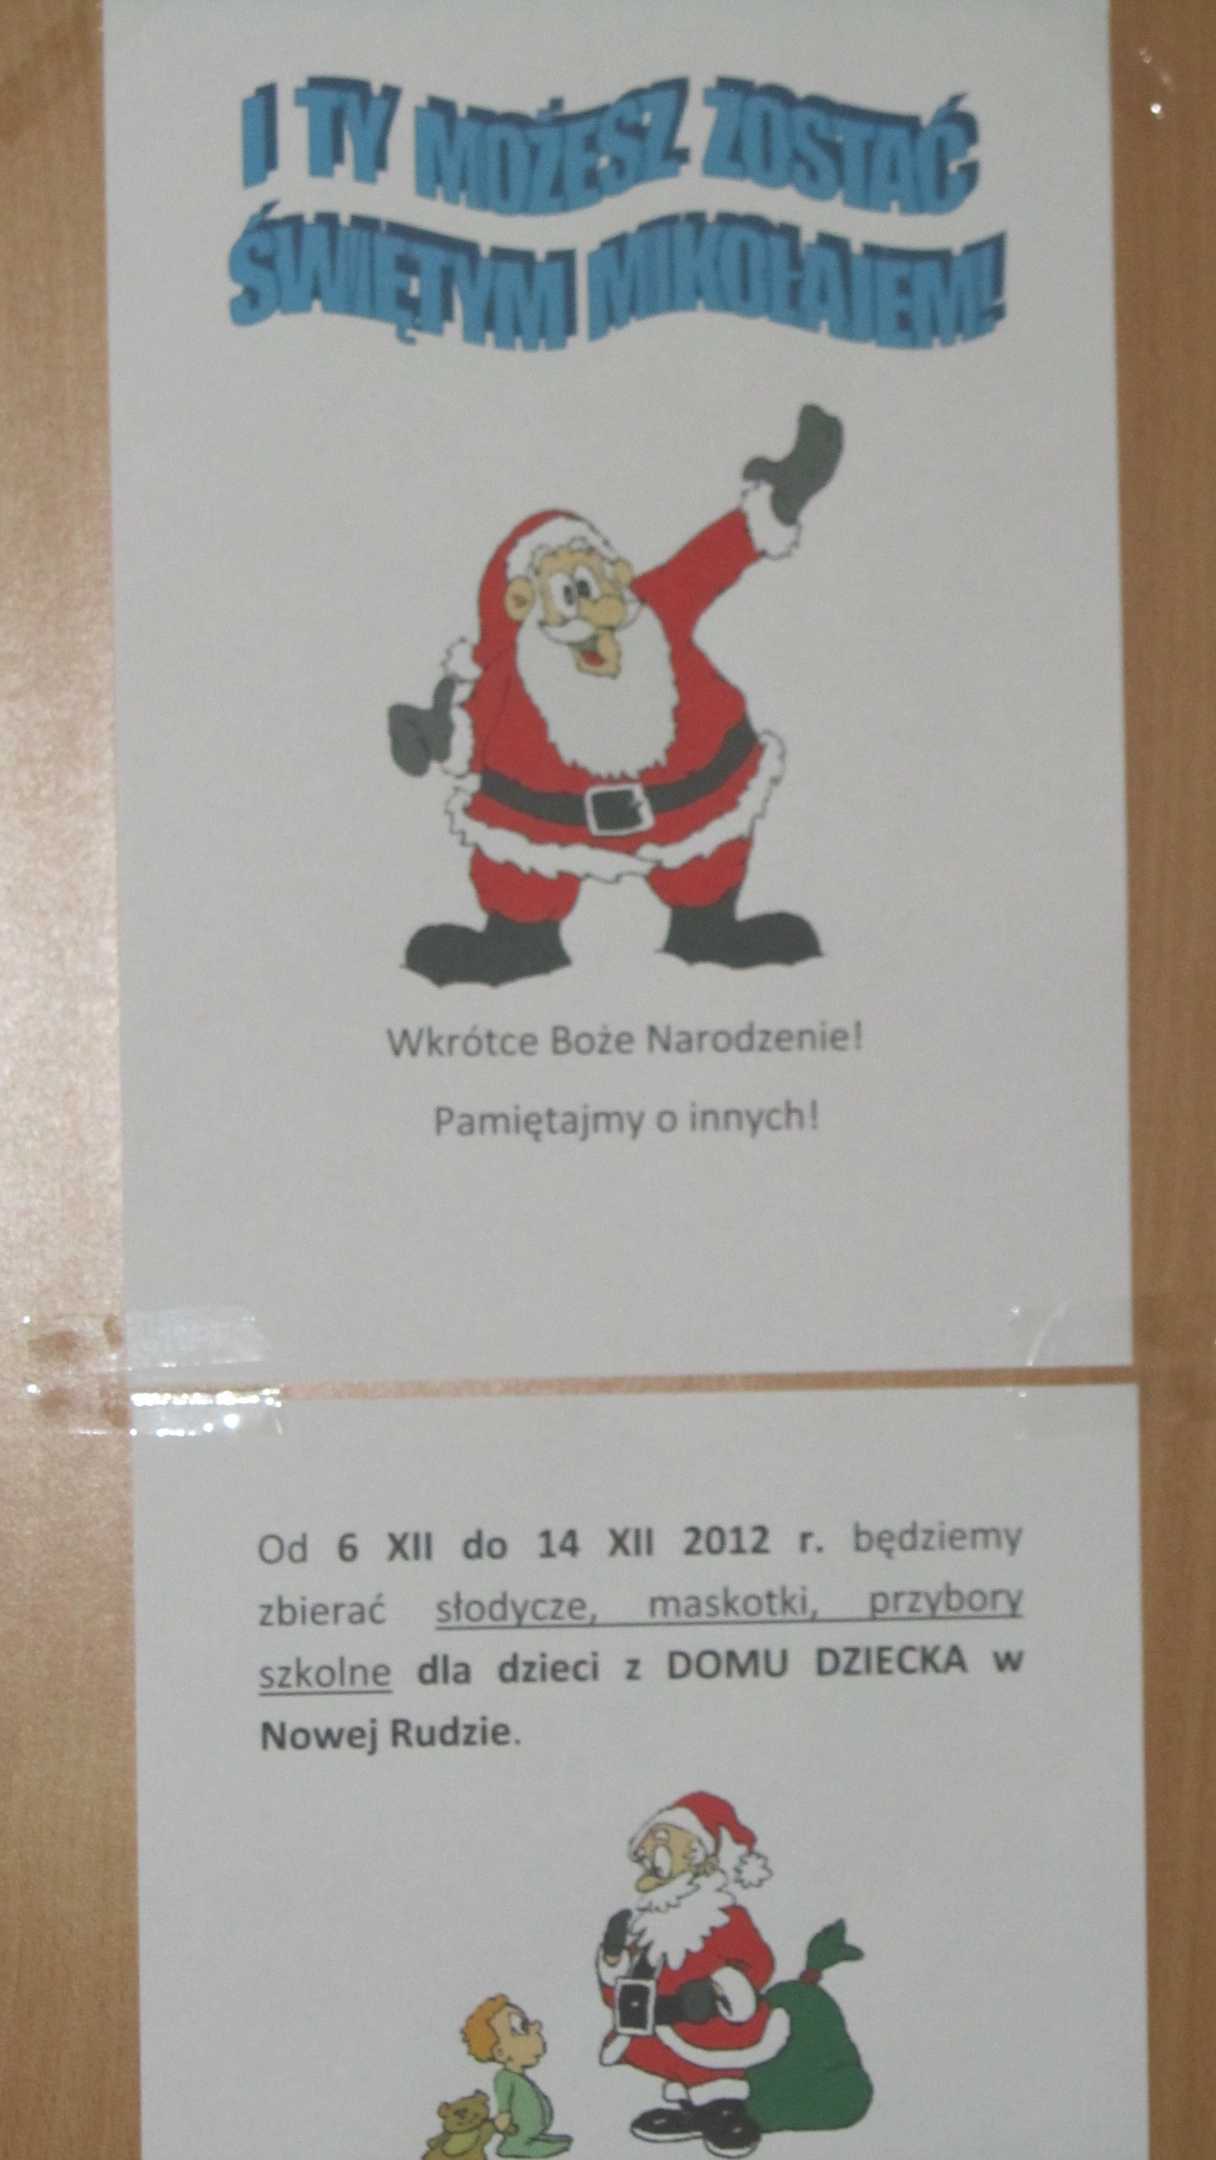 I TY MOŻESZ ZOSTAĆ
ŚWIĘTYM MIKOŁAJEM!
Wkrótce Boże Narodzenie!
Pamiętajmy o innych!
Od 6 XII do 14 XII 2012 r. będziemy
zbierać słodycze, maskotki, przybory
szkolne dla dzieci z DOMU DZIECKA w
Nowej Rudzie.